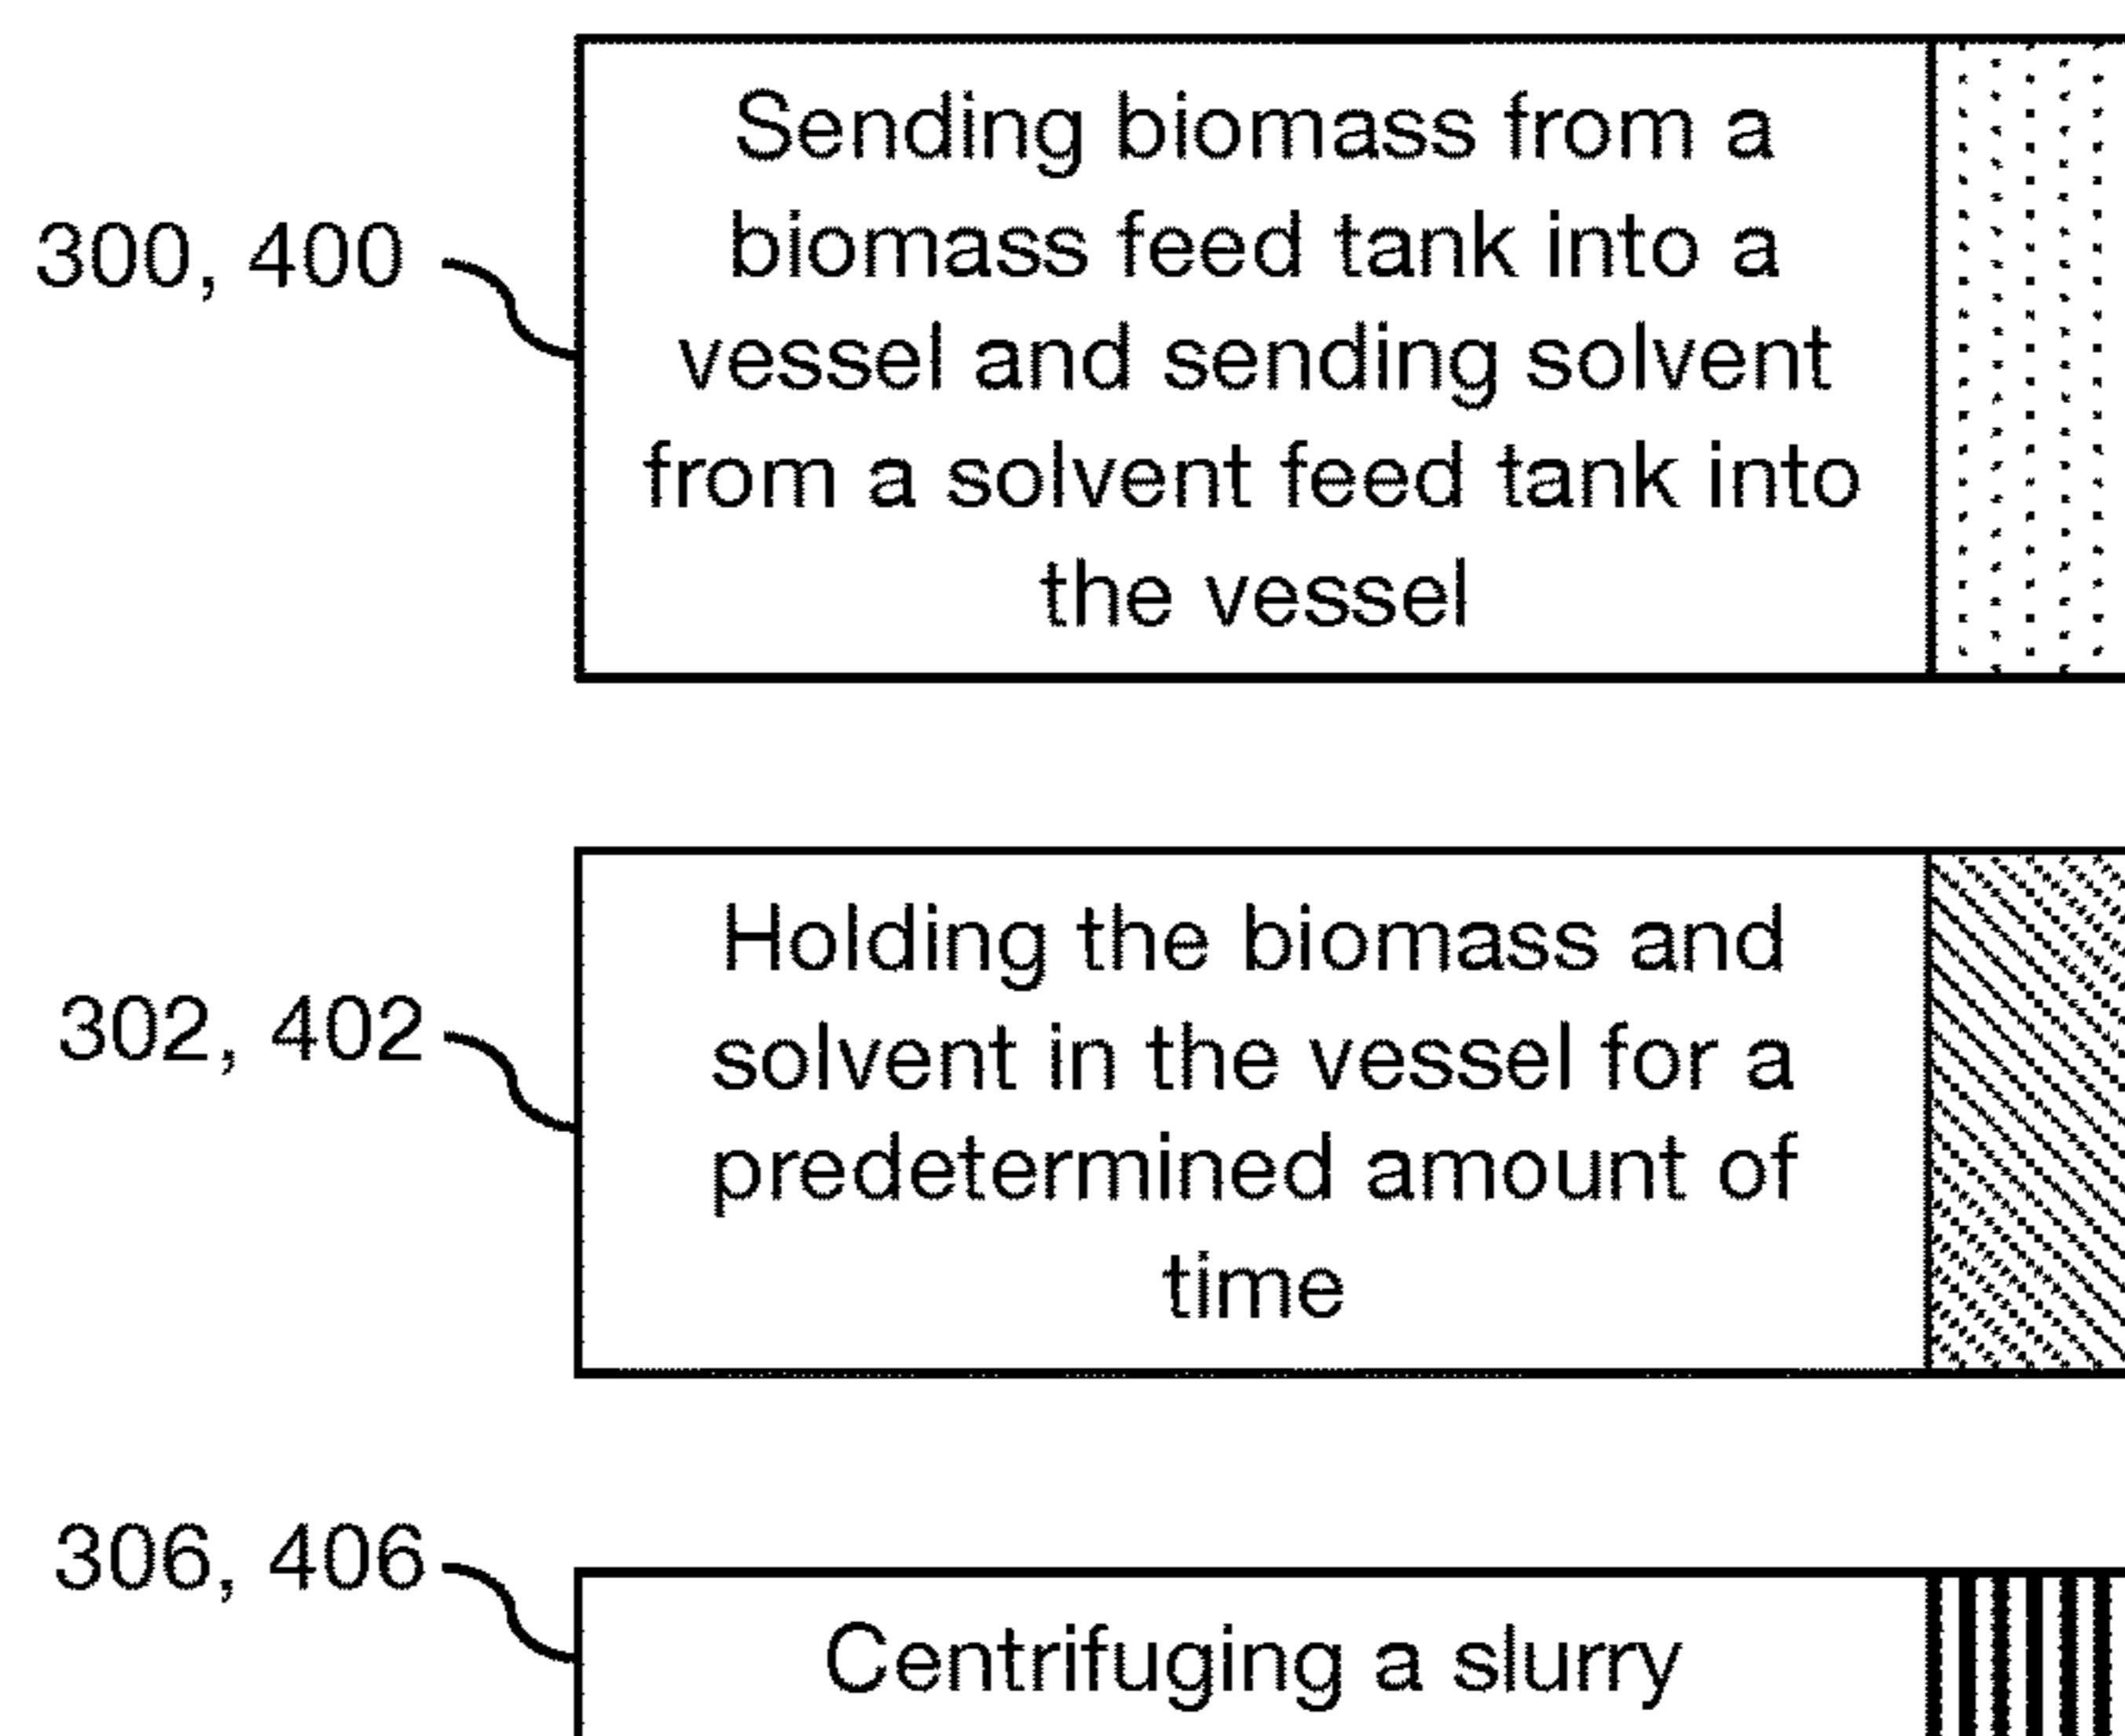 Sending biomass from a
biomass feed tank into a
300, 400
vessel and sending solvent
from a solvent feed tank into
the vessel
Holding the biomass and
302, 402
solvent in the vessel for a
predetermined amount of
time
306, 406
Centrifuging a slurry